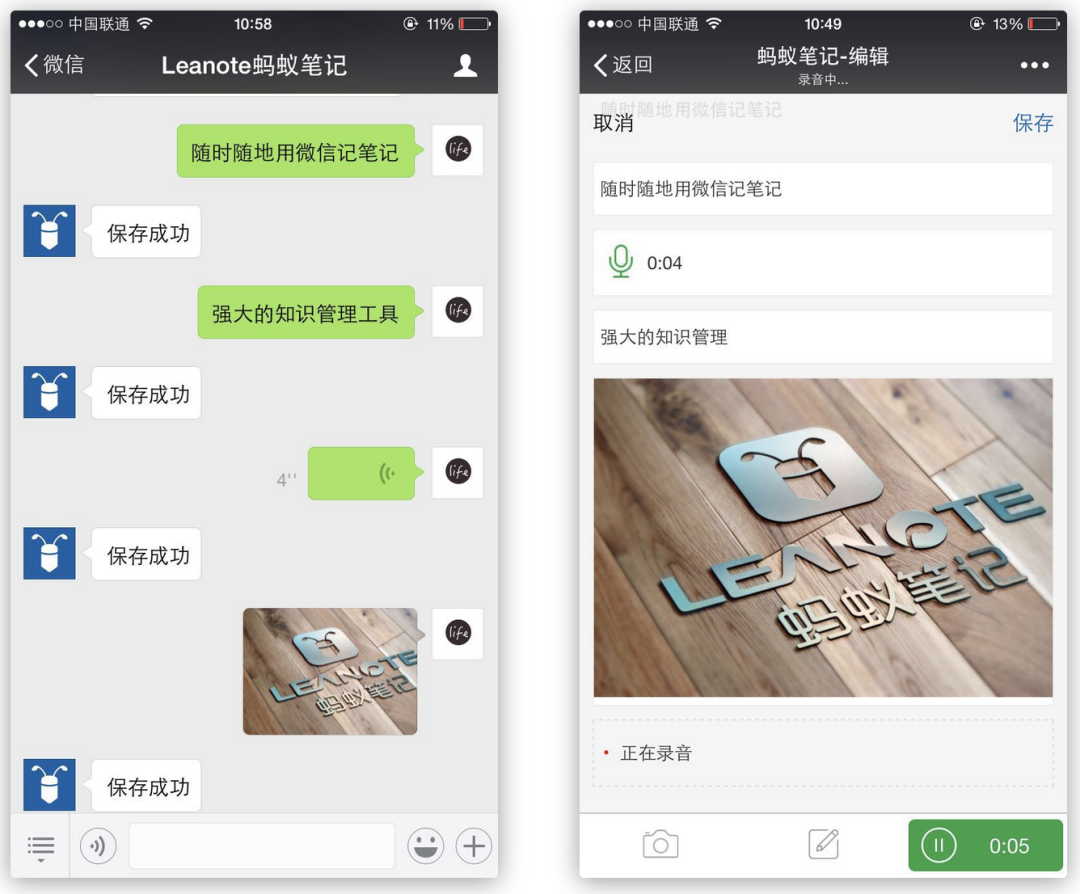 中国联通 10:58 11%
微信 Leanote蚂蚁笔记
随时随地用微信记笔记
life
保存成功
强大的知识管理工具
life
保存成功
4''
life
保存成功
LEANOTE
蚂蚁笔记
life
保存成功
中国联通 10:49 13%
返回 蚂蚁笔记-编辑
录音中...
随时随地用微信记笔记
取消 保存
随时随地用微信记笔记
0:04
强大的知识管理
LEANOTE
蚂蚁笔记
正在录音
0:05